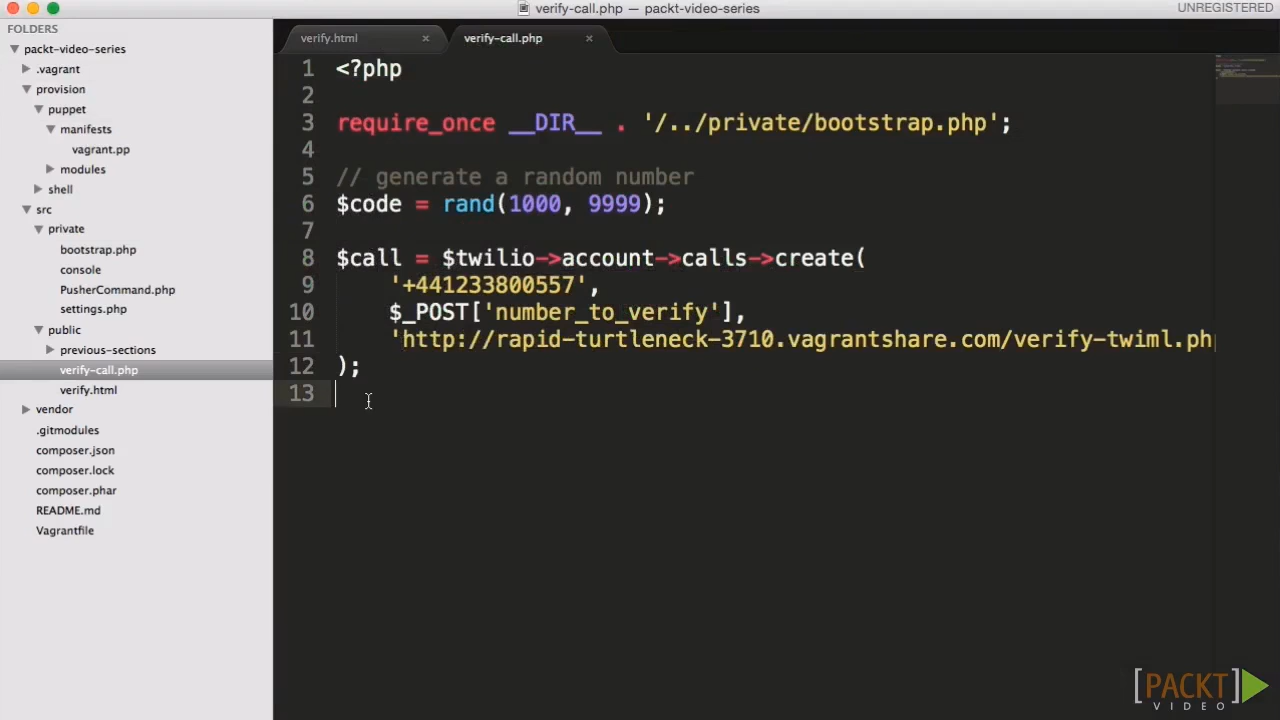 verify-call.php — packt-video-series
UNREGISTERED
FOLDERS
packt-video-series
.vagrant
provision
puppet
manifests
vagrant.pp
modules
shell
src
private
bootstrap.php
console
PusherCommand.php
settings.php
public
previous-sections
verify-call.php
verify.html
vendor
.gitmodules
composer.json
composer.lock
composer.phar
README.md
Vagrantfile
verify.html
verify-call.php
1 <?php
2
3 require_once __DIR__ . '/../private/bootstrap.php';
4
5 // generate a random number
6 $code = rand(1000, 9999);
7
8 $call = $twilio->account->calls->create(
9 '+441233800557',
10 $_POST['number_to_verify'],
11 'http://rapid-turtleneck-3710.vagrantshare.com/verify-twiml.php
12 );
13
[PACKT]
VIDEO